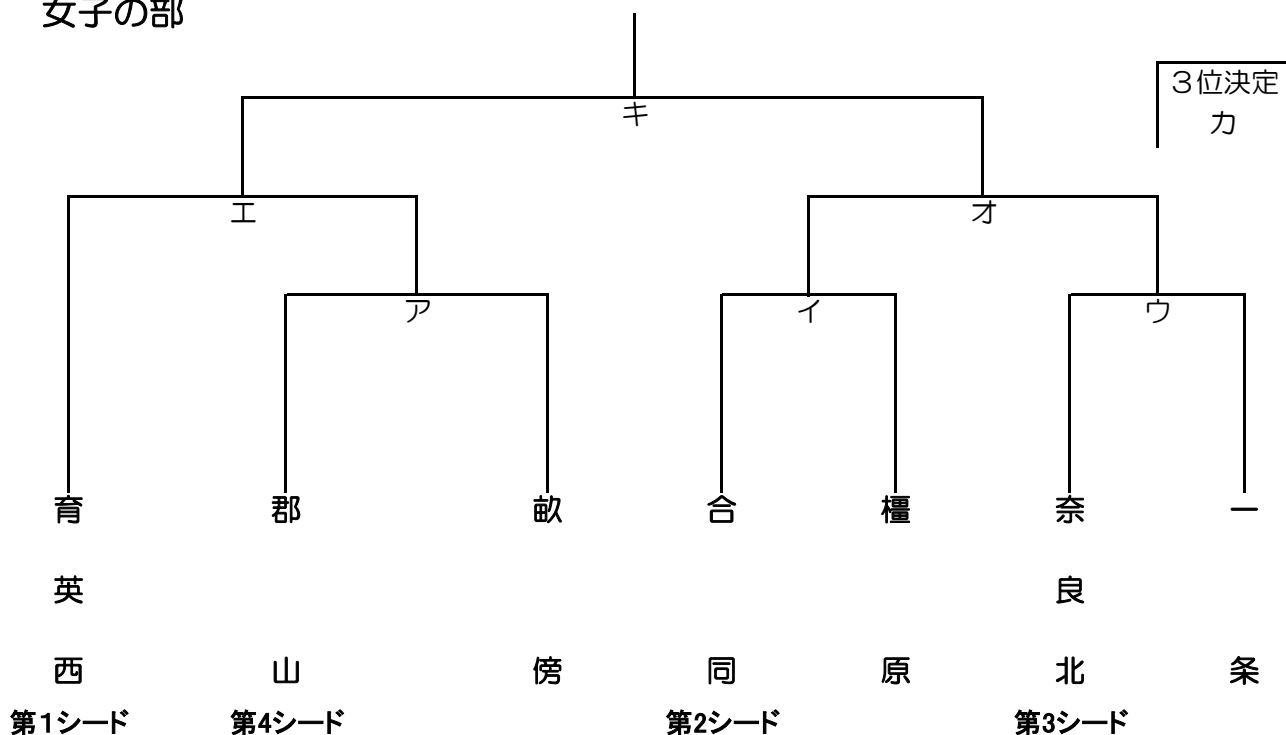 女子の部
３位決定
カ
キ
エ
オ
ア
イ
ウ
育英西
郡山
畝傍
合同
橿原
奈良北
一条
第1シード
第4シード
第2シード
第3シード